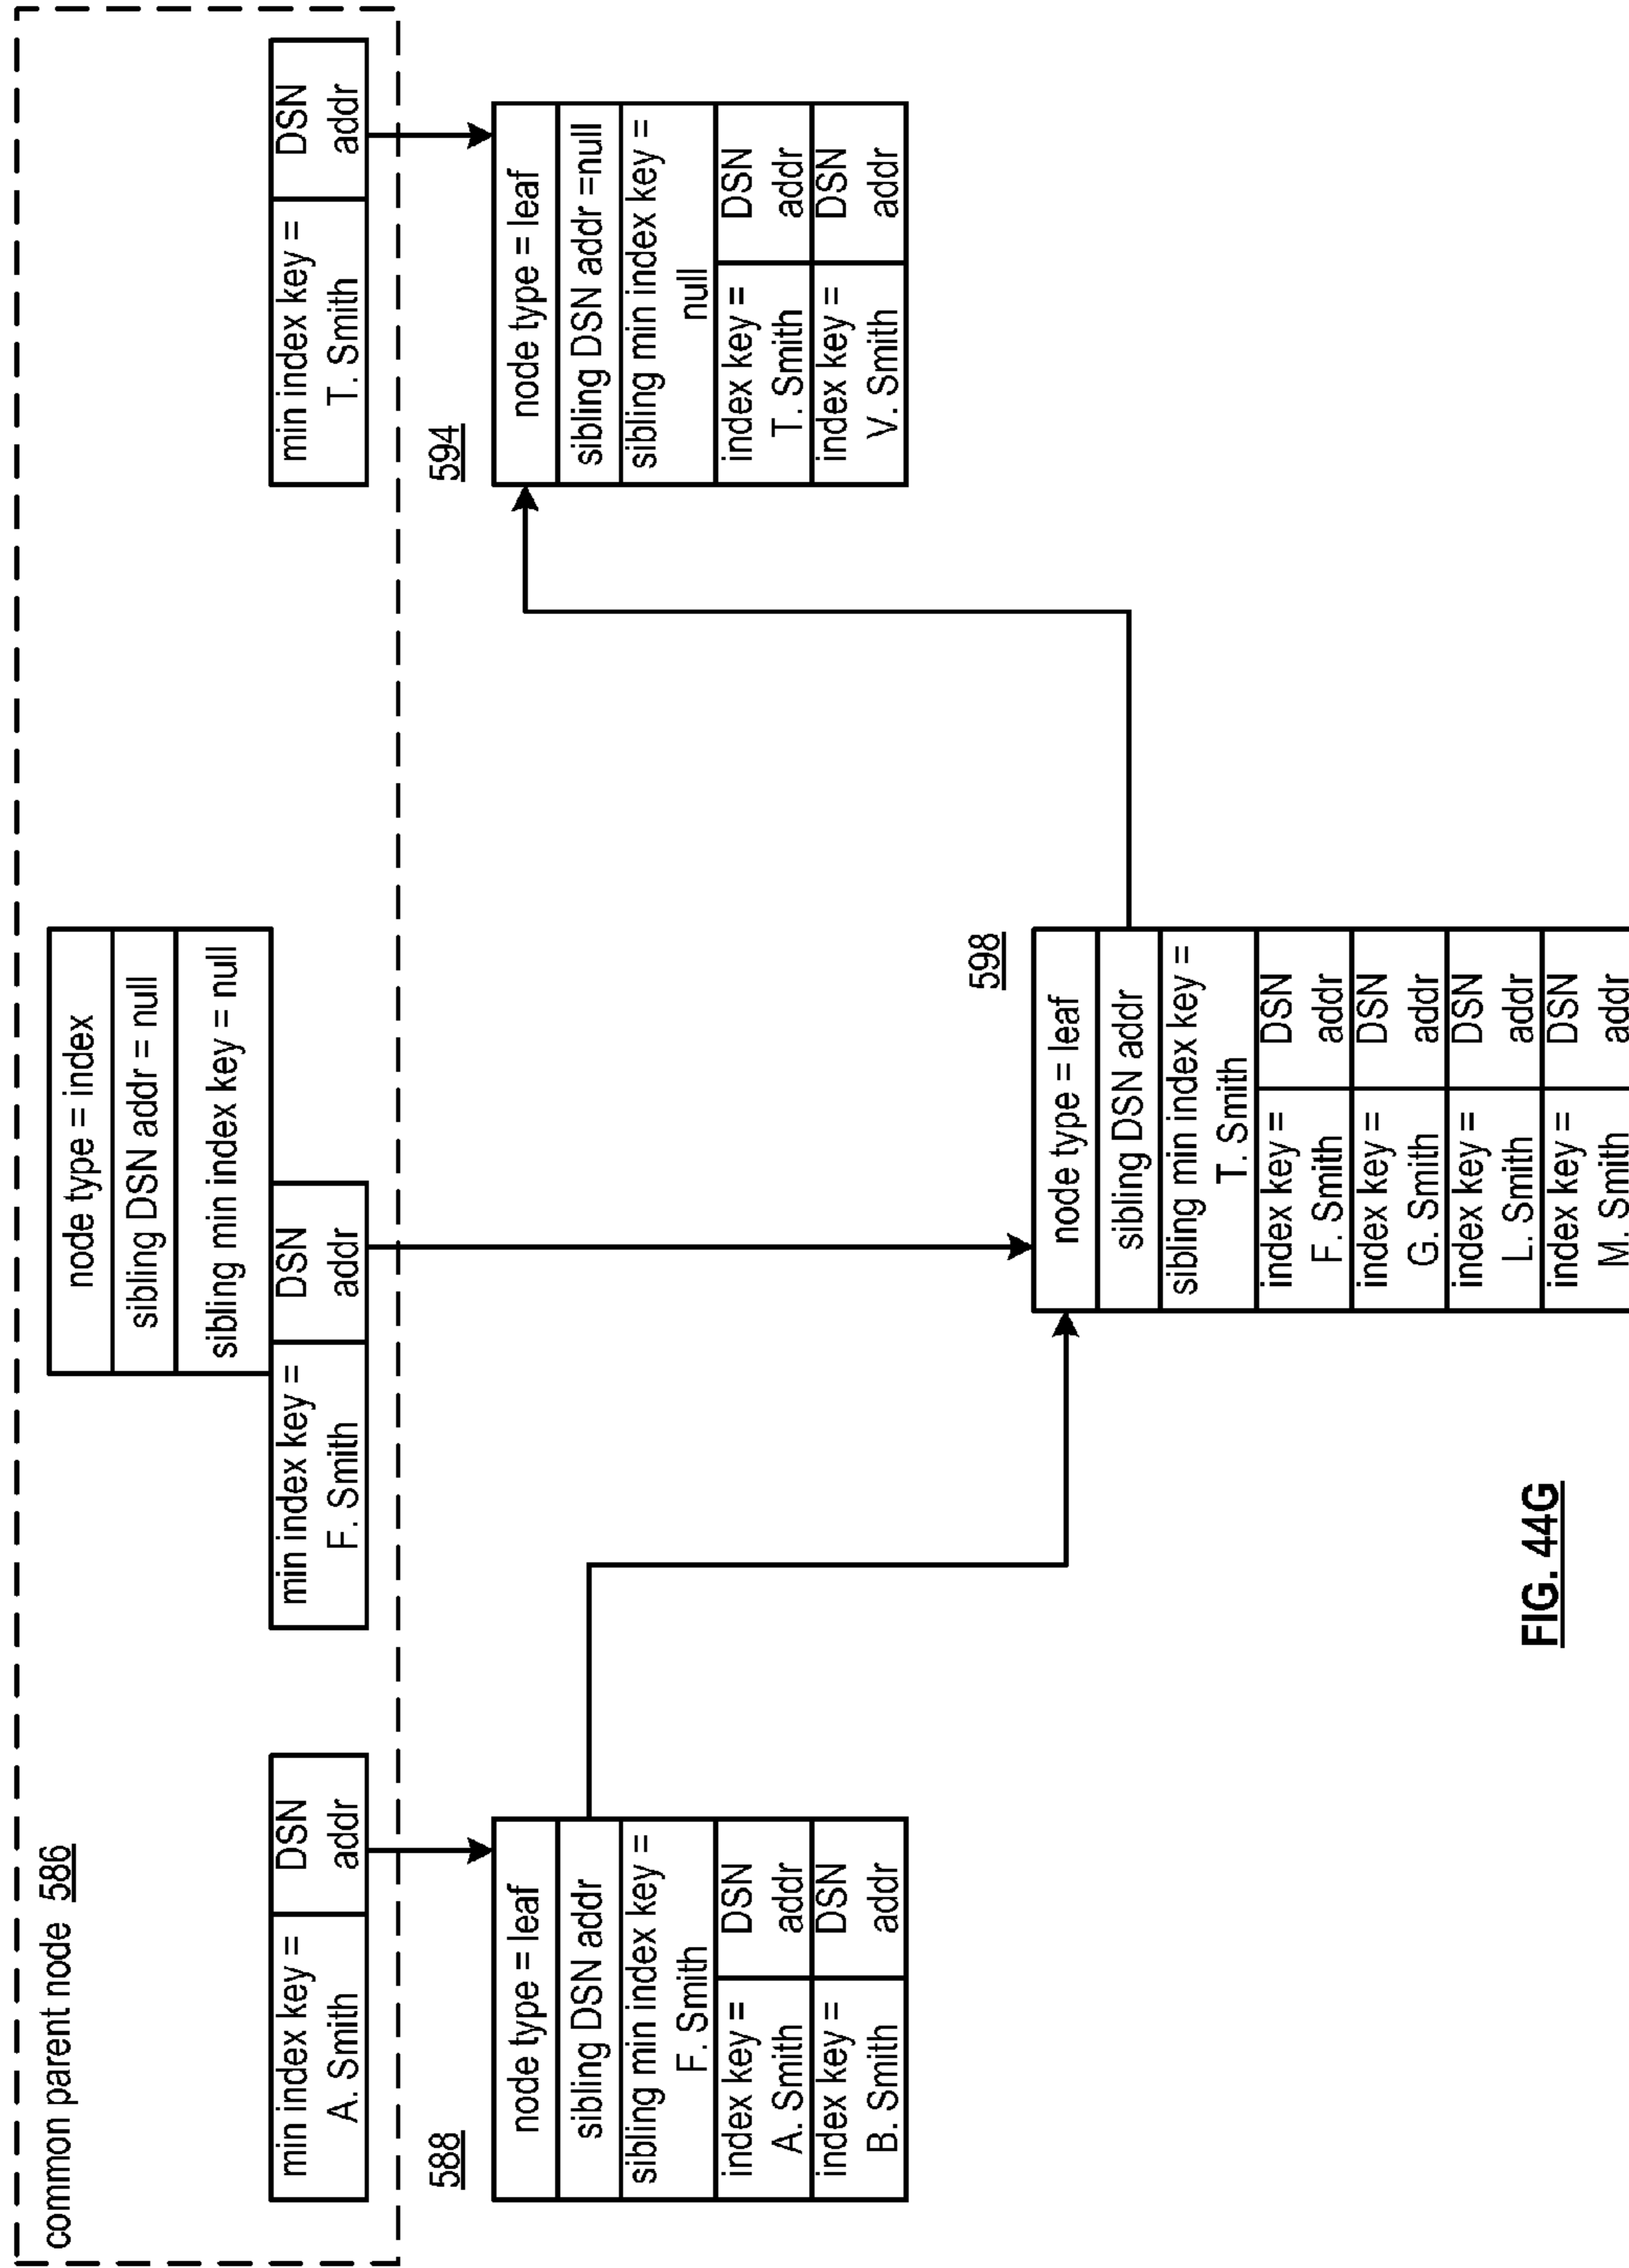 common parent node 586
node type = index
sibling DSN addr = null
sibling min index key = null
min index key =
A. Smith
DSN
addr
min index key =
F. Smith
DSN
addr
min index key =
T. Smith
DSN
addr
588
node type = leaf
sibling DSN addr
sibling min index key =
F. Smith
index key =
A. Smith
DSN
addr
index key =
B. Smith
DSN
addr
594
node type = leaf
sibling DSN addr =null
sibling min index key =
null
index key =
T. Smith
DSN
addr
index key =
V. Smith
DSN
addr
598
node type = leaf
sibling DSN addr
sibling min index key =
T. Smith
index key =
F. Smith
DSN
addr
index key =
G. Smith
DSN
addr
index key =
L. Smith
DSN
addr
index key =
M. Smith
DSN
addr
FIG. 44G